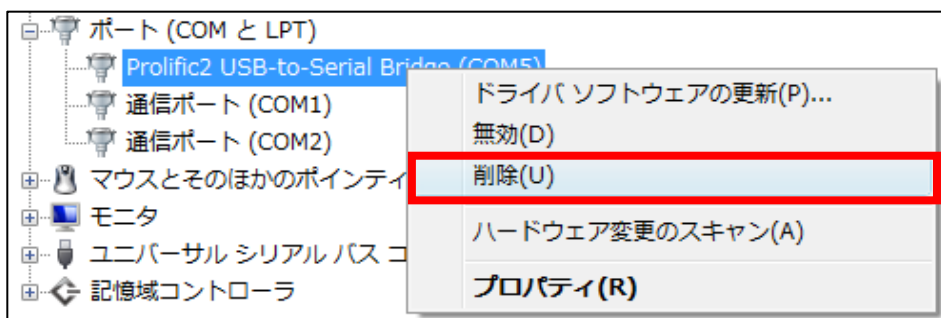 ポート (COM と LPT)
Prolific2 USB-to-Serial Bridge (COM5)
通信ポート (COM1)
通信ポート (COM2)
マウスとそのほかのポインティ
モニタ
ユニバーサル シリアル バス コ
記憶域コントローラ
ドライバ ソフトウェアの更新(P)...
無効(D)
削除(U)
ハードウェア変更のスキャン(A)
プロパティ(R)